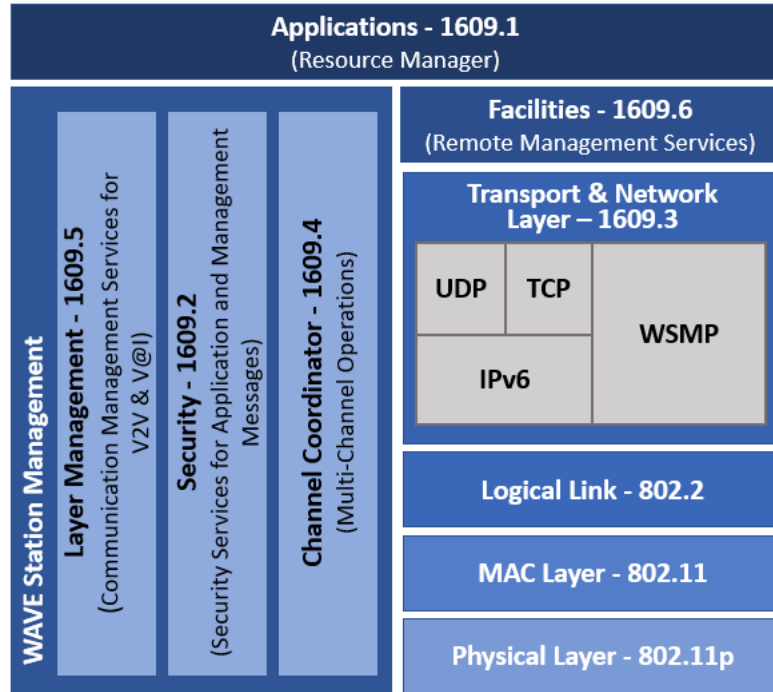 Applications - 1609.1
(Resource Manager)
WAVE Station Management
Layer Management - 1609.5
(Communication Management Services for
V2V & V@I)
Security - 1609.2
(Security Services for Application and Management
Messages)
Channel Coordinator - 1609.4
(Multi-Channel Operations)
Facilities - 1609.6
(Remote Management Services)
Transport & Network
Layer – 1609.3
UDP
TCP
WSMP
IPv6
Logical Link - 802.2
MAC Layer - 802.11
Physical Layer - 802.11p